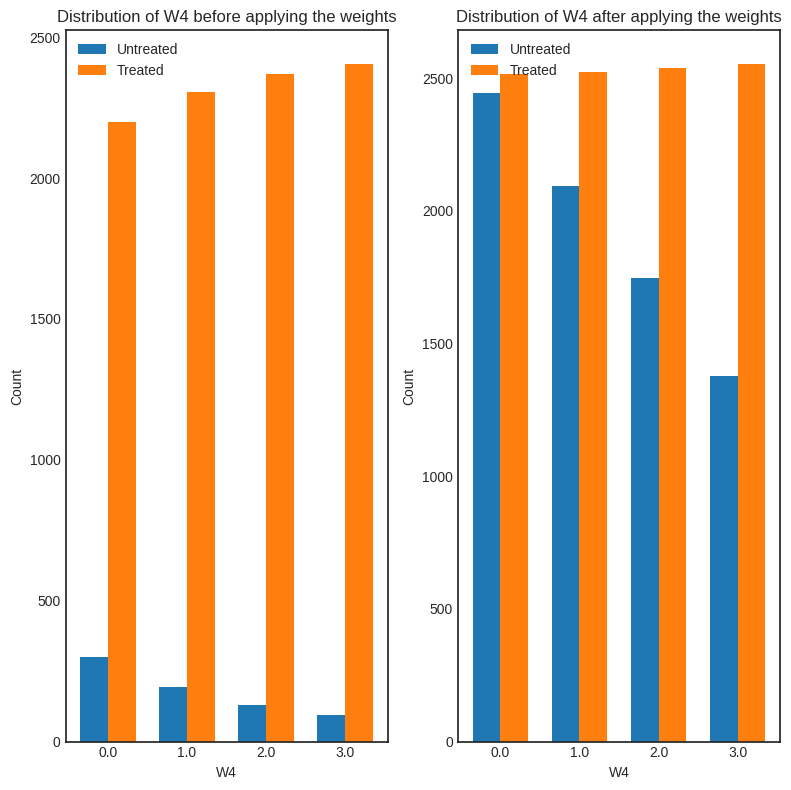 Distribution of W4 before applying the weights
Untreated
Treated
2500
2000
1500
1000
500
0
Count
0.0 1.0 2.0 3.0
W4
Distribution of W4 after applying the weights
Untreated
Treated
2500
2000
1500
1000
500
0
Count
0.0 1.0 2.0 3.0
W4